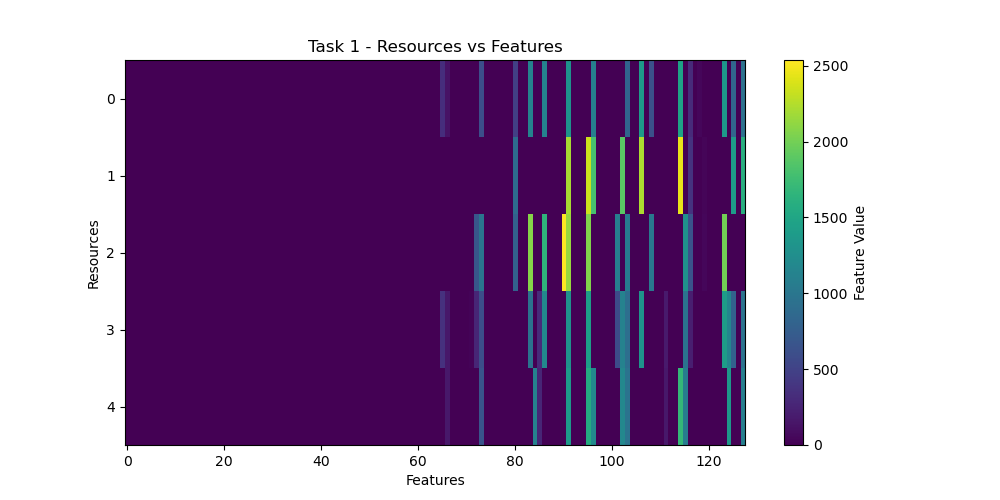 Task 1 - Resources vs Features
Resources
0
1
2
3
4
0 20 40 60 80 100 120
Features
2500
2000
1500
1000
500
0
Feature Value